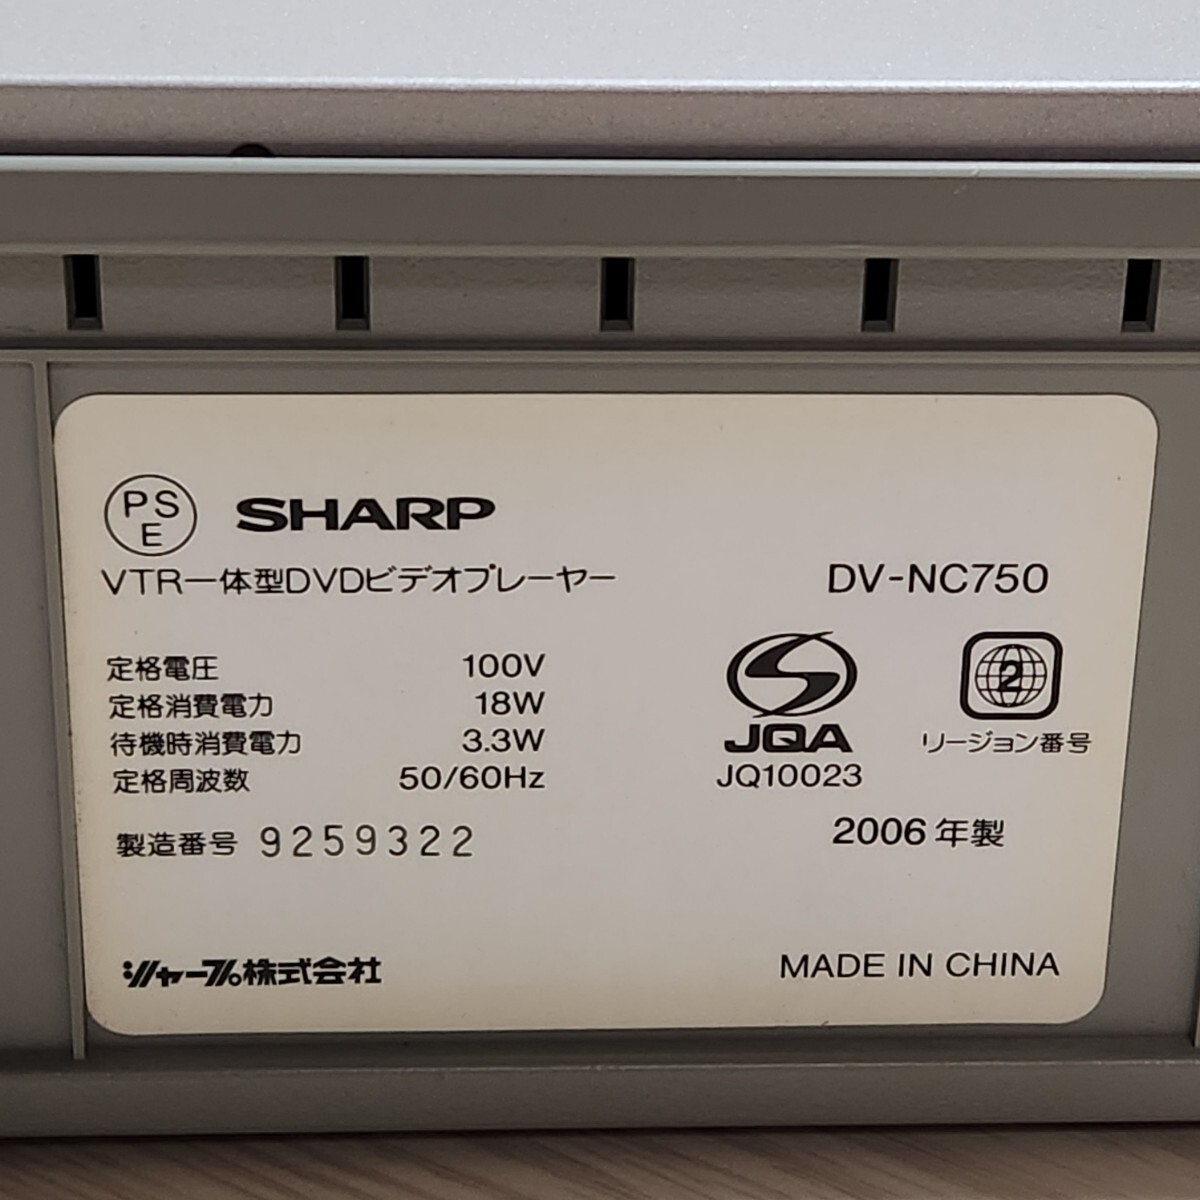 PS
E
SHARP
VTR一体型DVDビデオプレーヤー
DV-NC750
定格電圧 100V
定格消費電力 18W
待機時消費電力 3.3W
定格周波数 50/60Hz
製造番号 9259322
JQA
JQ10023
2
リージョン番号
2006年製
シャープ株式会社
MADE IN CHINA